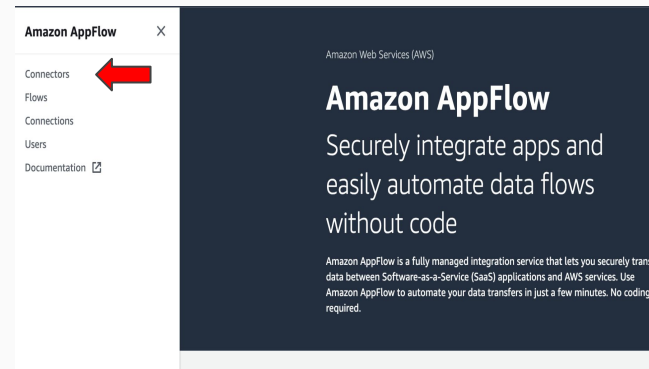 Amazon AppFlow
Connectors
Flows
Connections
Users
Documentation
Amazon Web Services (AWS)
Amazon AppFlow
Securely integrate apps and
easily automate data flows
without code
Amazon AppFlow is a fully managed integration service that lets you securely trans
data between Software-as-a-Service (SaaS) applications and AWS services. Use
Amazon AppFlow to automate your data transfers in just a few minutes. No coding
required.